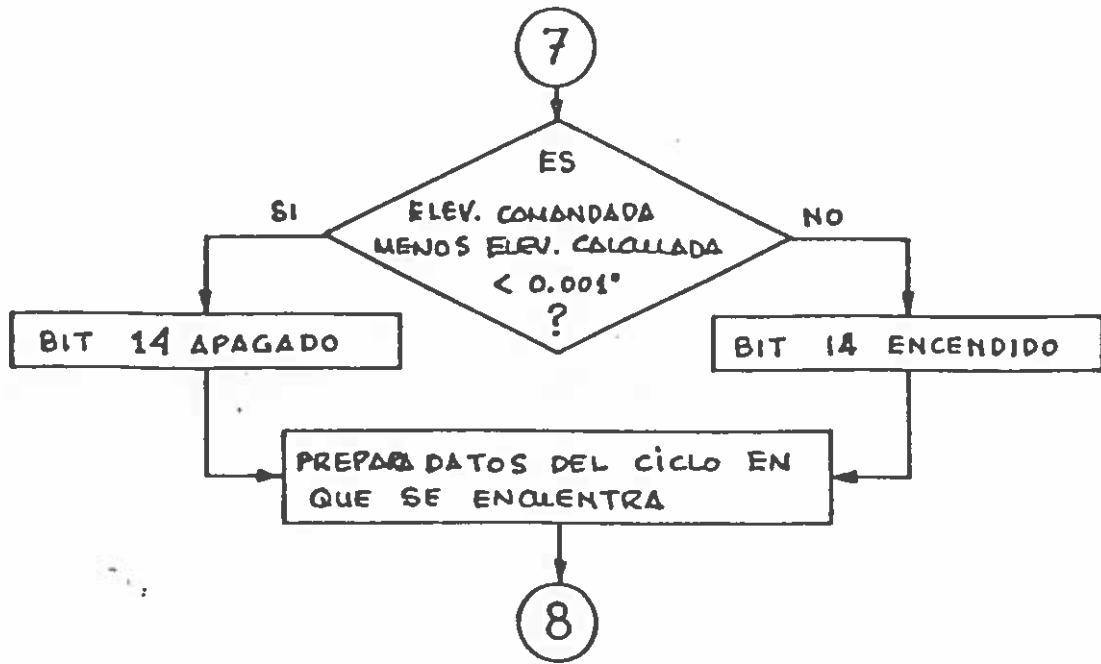 7
ES
ELEV. COMANDADA
MENOS ELEV. CALCULADA
< 0.001°
?
SI
NO
BIT 14 APAGADO
BIT 14 ENCENDIDO
PREPARA DATOS DEL CICLO EN
QUE SE ENCUENTRA
8